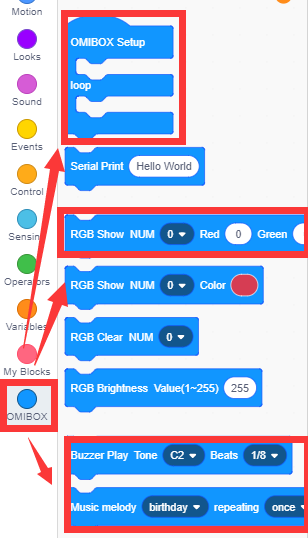 Motion
Looks
Sound
Events
Control
Sensin
Operators
Variables
My Blocks
OMIBOX
OMIBOX Setup
loop
Serial Print Hello World
RGB Show NUM 0 Red 0 Green
RGB Show NUM 0 Color
RGB Clear NUM 0
RGB Brightness Value(1~255) 255
Buzzer Play Tone C2 Beats 1/8
Music melody birthday repeating once